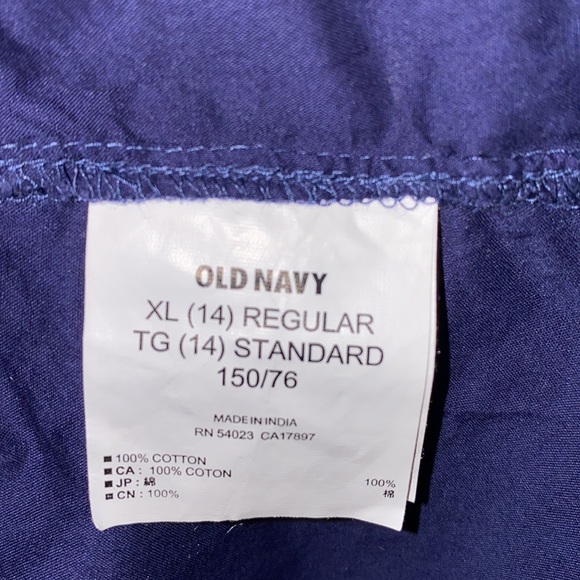 OLD NAVY
XL (14) REGULAR
TG (14) STANDARD
150/76
MADE IN INDIA
RN 54023 CA17897
100% COTTON
CA : 100% COTON
JP : 綿 100%
CN : 100% 棉